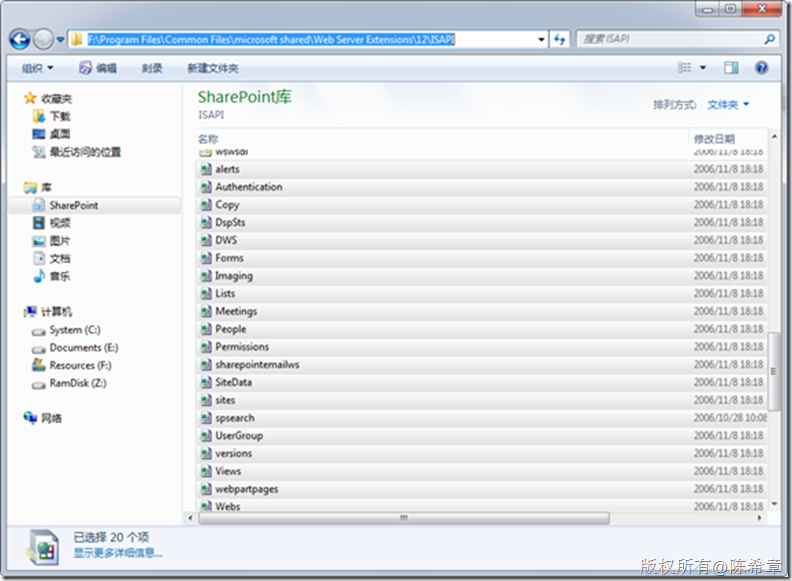 F:\Program Files\Common Files\microsoft shared\Web Server Extensions\12\ISAPI
搜索 ISAPI
组织 编辑 刻录 新建文件夹
收藏夹
下载
桌面
最近访问的位置
库
SharePoint
视频
图片
文档
音乐
计算机
System (C:)
Documents (E:)
Resources (F:)
RamDisk (Z:)
网络
SharePoint库
ISAPI
排列方式: 文件夹
名称 修改日期
wswsdl 2006/11/8 18:18
alerts 2006/11/8 18:18
Authentication 2006/11/8 18:18
Copy 2006/11/8 18:18
DspSts 2006/11/8 18:18
DWS 2006/11/8 18:18
Forms 2006/11/8 18:18
Imaging 2006/11/8 18:18
Lists 2006/11/8 18:18
Meetings 2006/11/8 18:18
People 2006/11/8 18:18
Permissions 2006/11/8 18:18
sharepointemailws 2006/11/8 18:18
SiteData 2006/11/8 18:18
sites 2006/11/8 18:18
spsearch 2006/10/28 10:08
UserGroup 2006/11/8 18:18
versions 2006/11/8 18:18
Views 2006/11/8 18:18
webpartpages 2006/11/8 18:18
Webs 2006/11/8 18:18
已选择 20 个项
显示更多详细信息...
版权所有@陈希章